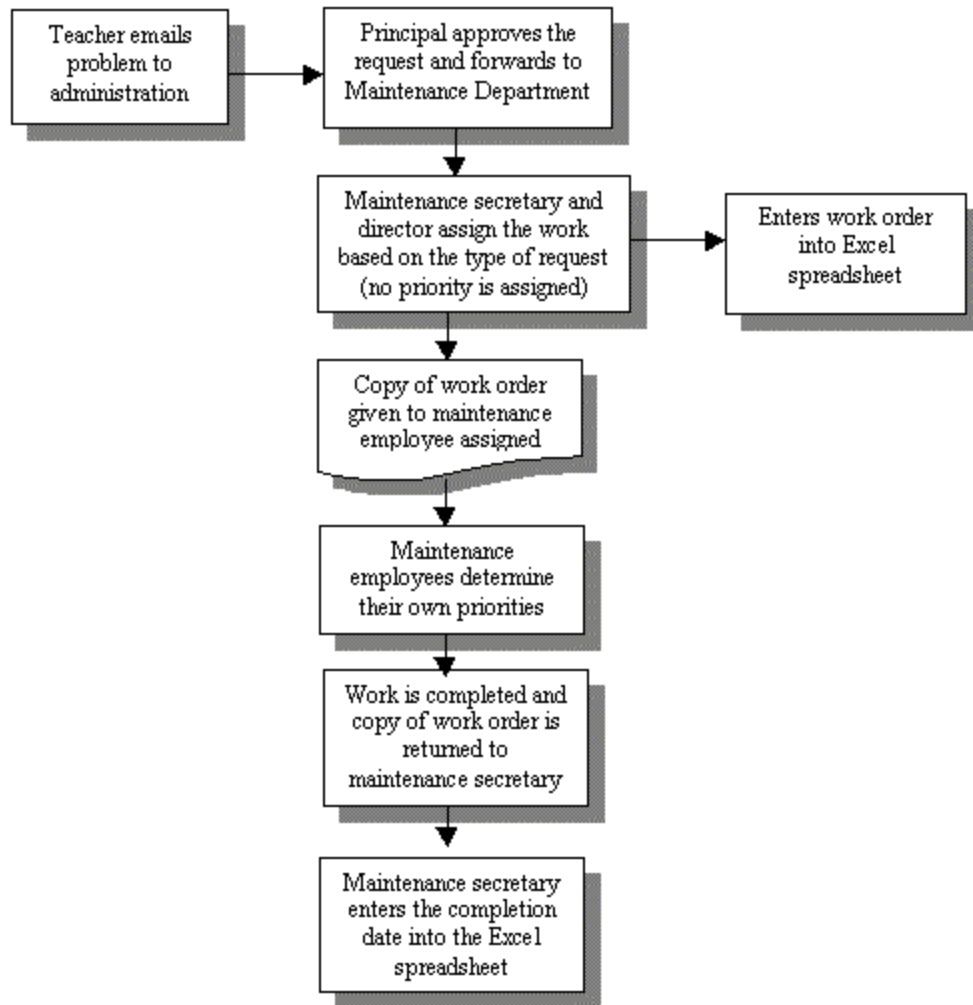 Teacher emails
problem to
administration
Principal approves the
request and forwards to
Maintenance Department
Maintenance secretary and
director assign the work
based on the type of request
(no priority is assigned)
Enters work order
into Excel
spreadsheet
Copy of work order
given to maintenance
employee assigned
Maintenance
employees determine
their own priorities
Work is completed and
copy of work order is
returned to
maintenance secretary
Maintenance secretary
enters the completion
date into the Excel
spreadsheet